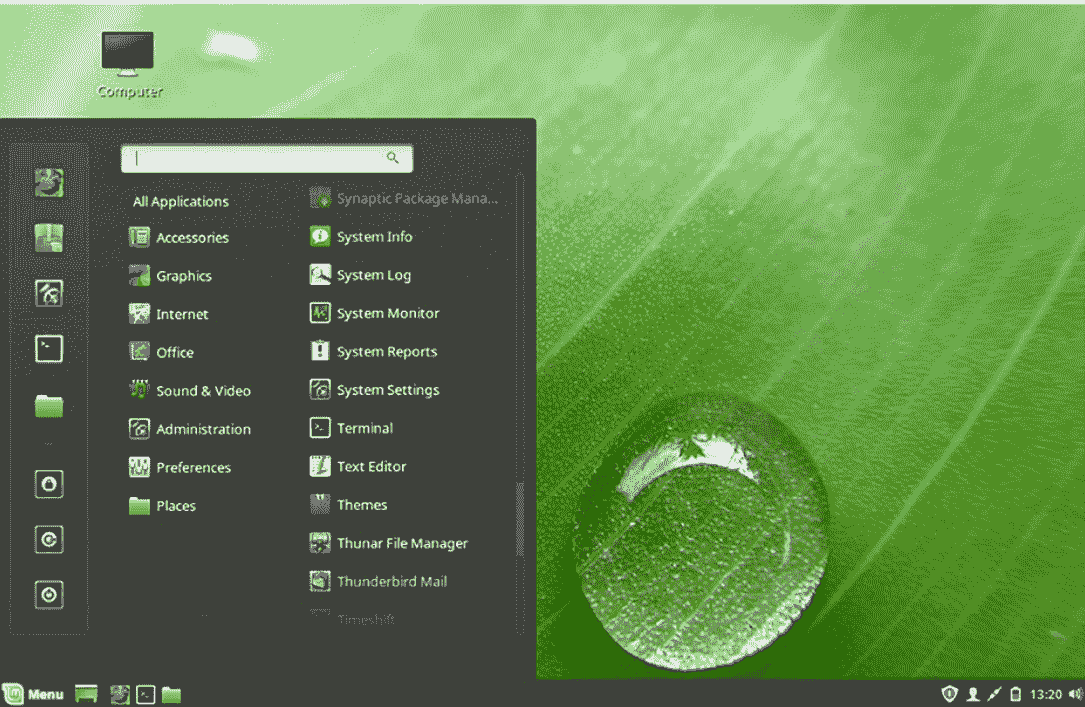 Computer
All Applications
Accessories
Graphics
Internet
Office
Sound & Video
Administration
Preferences
Places
Synaptic Package Mana...
System Info
System Log
System Monitor
System Reports
System Settings
Terminal
Text Editor
Themes
Thunar File Manager
Thunderbird Mail
Timeshift
Menu
13:20